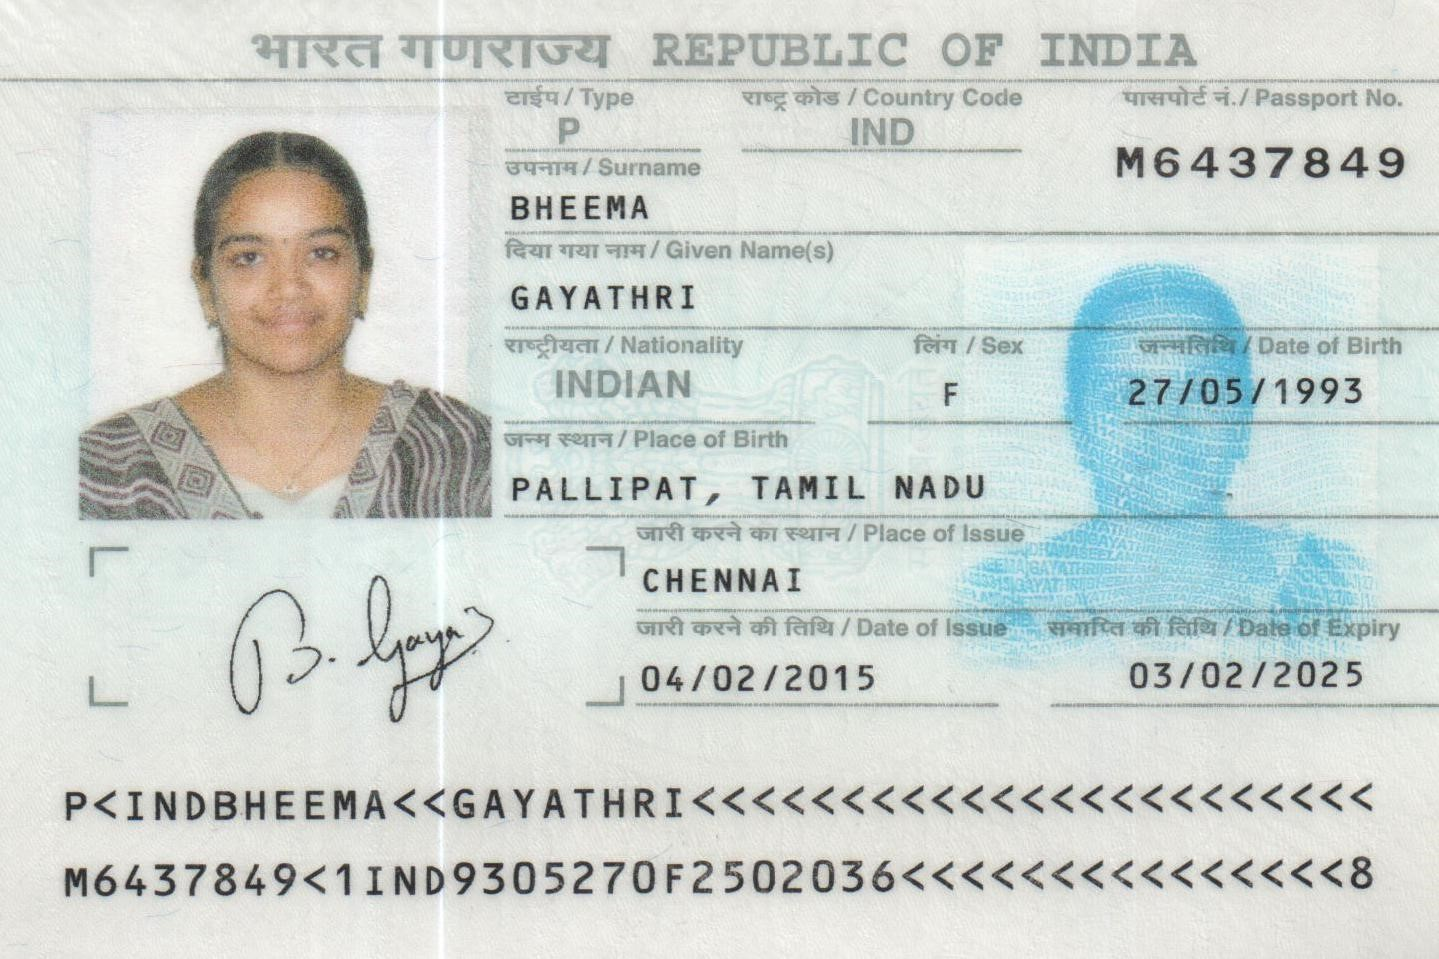 भारत गणराज्य REPUBLIC OF INDIA
टाईप / Type राष्ट्र कोड / Country Code पासपोर्ट नं./ Passport No.
P IND M6437849
उपनाम / Surname
BHEEMA
दिया गया नाम / Given Name(s)
GAYATHRI
राष्ट्रीयता / Nationality लिंग / Sex जन्मतिथि / Date of Birth
INDIAN F 27/05/1993
जन्म स्थान / Place of Birth
PALLIPAT, TAMIL NADU
जारी करने का स्थान / Place of Issue
CHENNAI
जारी करने की तिथि / Date of Issue समाप्ति की तिथि / Date of Expiry
04/02/2015 03/02/2025
B. Gaya
P<INDBHEEMA<<GAYATHRI<<<<<<<<<<<<<<<<<<<<<<<
M6437849<1IND9305270F2502036<<<<<<<<<<<<<<<8